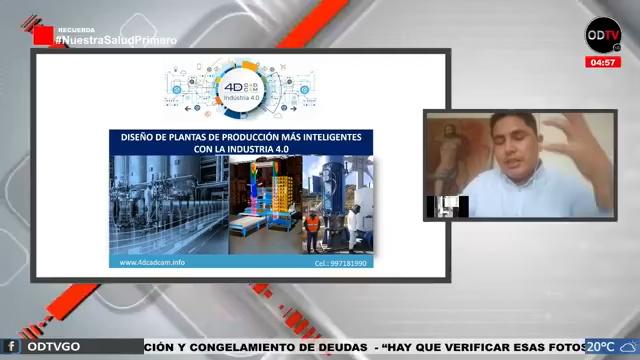 RECUERDA
#NuestraSaludPrimero
ODTV
04:57
4D
Indústria 4.0
DISEÑO DE PLANTAS DE PRODUCCIÓN MÁS INTELIGENTES
CON LA INDUSTRIA 4.0
www.4dcadcam.info
Cel.: 997181990
ODTVGO
CIÓN Y CONGELAMIENTO DE DEUDAS - “HAY QUE VERIFICAR ESAS FOTOS
20°C